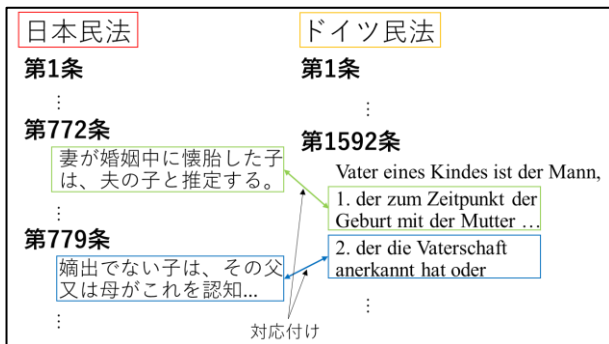 日本民法
第1条
⋮
第772条
妻が婚姻中に懐胎した子
は、夫の子と推定する。
⋮
第779条
嫡出でない子は、その父
又は母がこれを認知...
⋮
ドイツ民法
第1条
⋮
第1592条
Vater eines Kindes ist der Mann,
1. der zum Zeitpunkt der
Geburt mit der Mutter …
2. der die Vaterschaft
anerkannt hat oder
⋮
対応付け